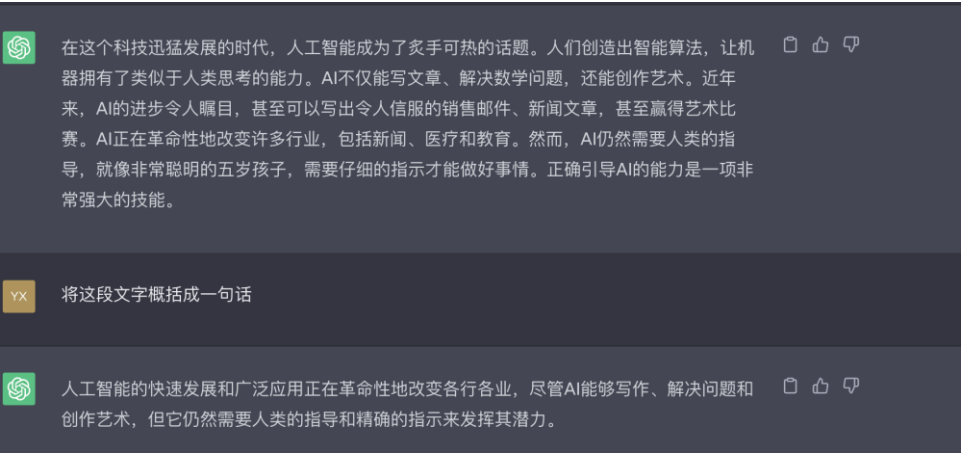 在这个科技迅猛发展的时代，人工智能成为了炙手可热的话题。人们创造出智能算法，让机
器拥有了类似于人类思考的能力。AI不仅能写文章、解决数学问题，还能创作艺术。近年
来，AI的进步令人瞩目，甚至可以写出令人信服的销售邮件、新闻文章，甚至赢得艺术比
赛。AI正在革命性地改变许多行业，包括新闻、医疗和教育。然而，AI仍然需要人类的指
导，就像非常聪明的五岁孩子，需要仔细的指示才能做好事情。正确引导AI的能力是一项非
常强大的技能。
YX
将这段文字概括成一句话
人工智能的快速发展和广泛应用正在革命性地改变各行各业，尽管AI能够写作、解决问题和
创作艺术，但它仍然需要人类的指导和精确的指示来发挥其潜力。